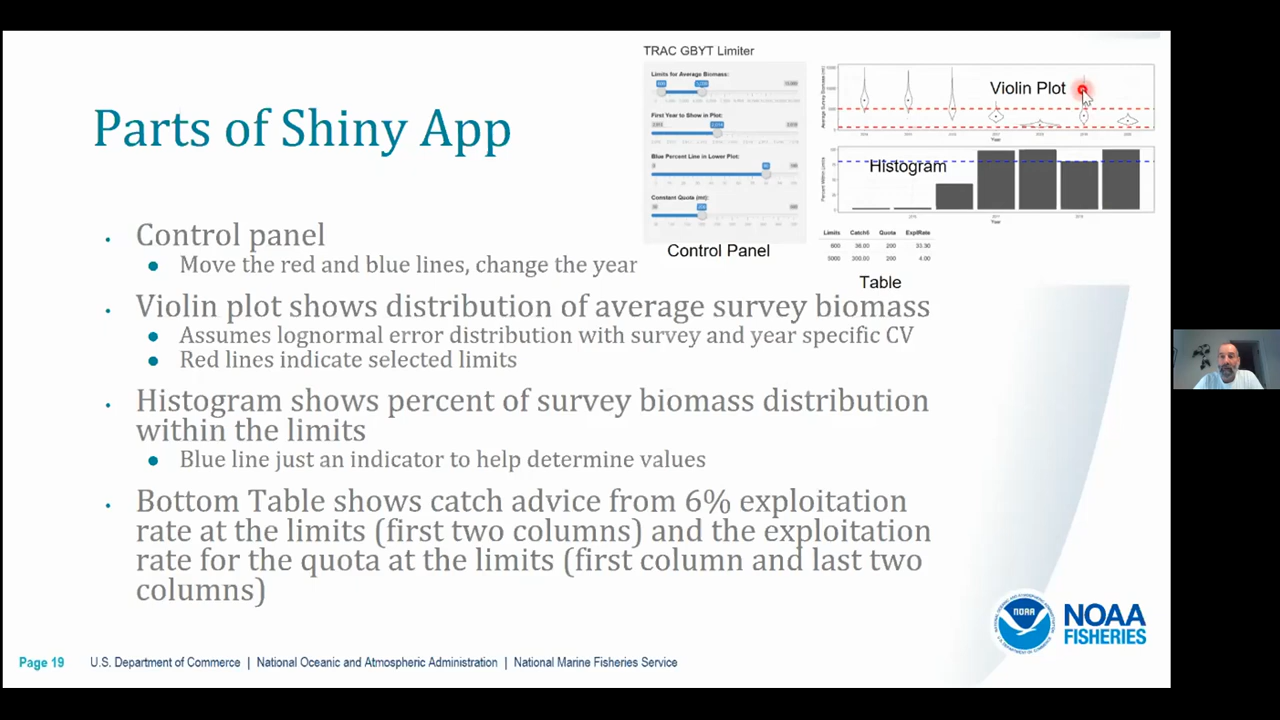 TRAC GBYT Limiter
Limits for Average Biomass:
First Year to Show in Plot:
Blue Percent Line in Lower Plot:
Constant Quota (mt):
Control Panel
Violin Plot
Year
Histogram
Percent Within Limits
Year
Limits Catch6 Quota ExplRate
600 36.00 200 33.30
5000 300.00 200 4.00
Table
Parts of Shiny App
Control panel
Move the red and blue lines, change the year
Violin plot shows distribution of average survey biomass
Assumes lognormal error distribution with survey and year specific CV
Red lines indicate selected limits
Histogram shows percent of survey biomass distribution
within the limits
Blue line just an indicator to help determine values
Bottom Table shows catch advice from 6% exploitation
rate at the limits (first two columns) and the exploitation
rate for the quota at the limits (first column and last two
columns)
NOAA
NOAA
FISHERIES
Page 19 U.S. Department of Commerce | National Oceanic and Atmospheric Administration | National Marine Fisheries Service